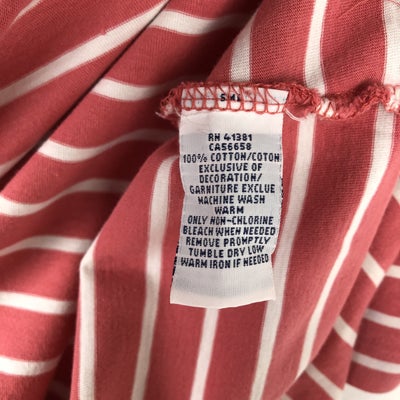 RN 41381
CA56658
100% COTTON/COTON
EXCLUSIVE OF
DECORATION/
GARNITURE EXCLUE
MACHINE WASH
WARM
ONLY NON-CHLORINE
BLEACH WHEN NEEDED
REMOVE PROMPTLY
TUMBLE DRY LOW
WARM IRON IF NEEDED